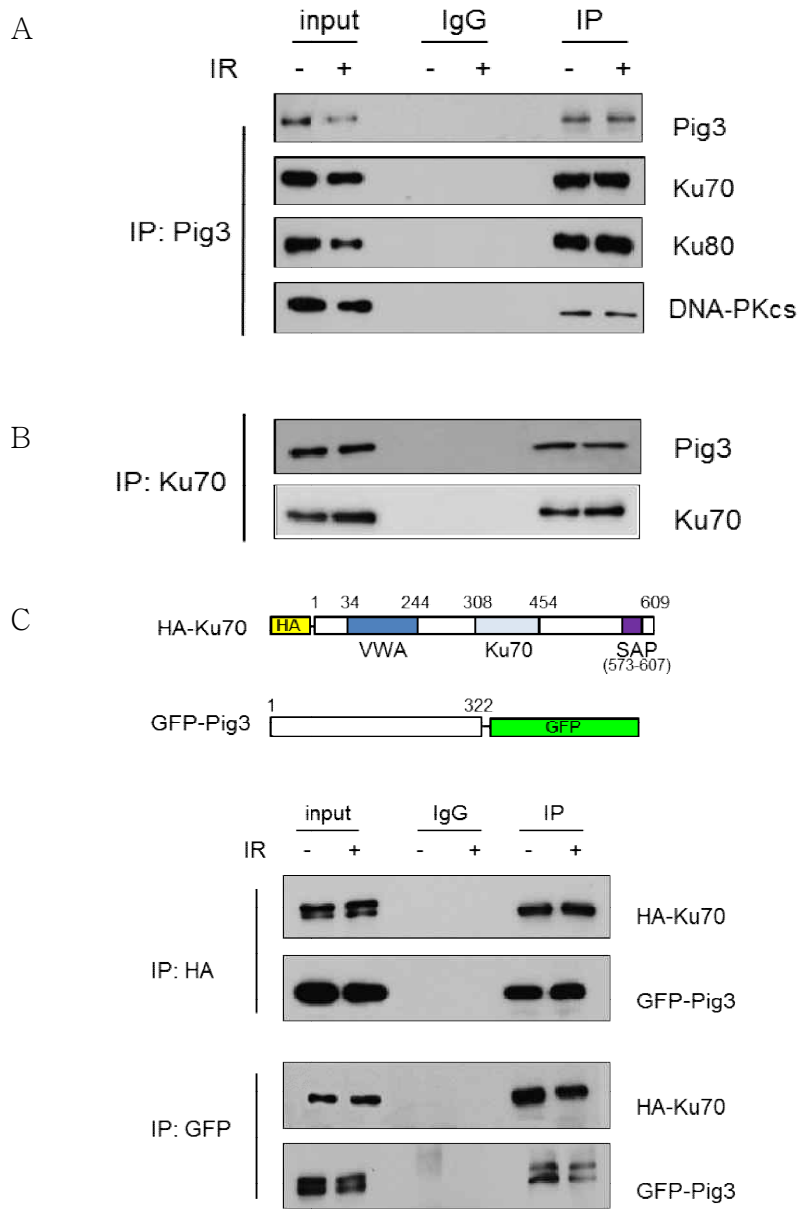 A
input IgG IP
IR - + - + - +
Pig3
Ku70
IP: Pig3
Ku80
DNA-PKcs
B
Pig3
IP: Ku70
Ku70
C
1 34 244 308 454 609
HA-Ku70 HA
VWA Ku70 SAP
(573-607)
1 322
GFP-Pig3 GFP
input IgG IP
IR - + - + - +
HA-Ku70
IP: HA
GFP-Pig3
HA-Ku70
IP: GFP
GFP-Pig3